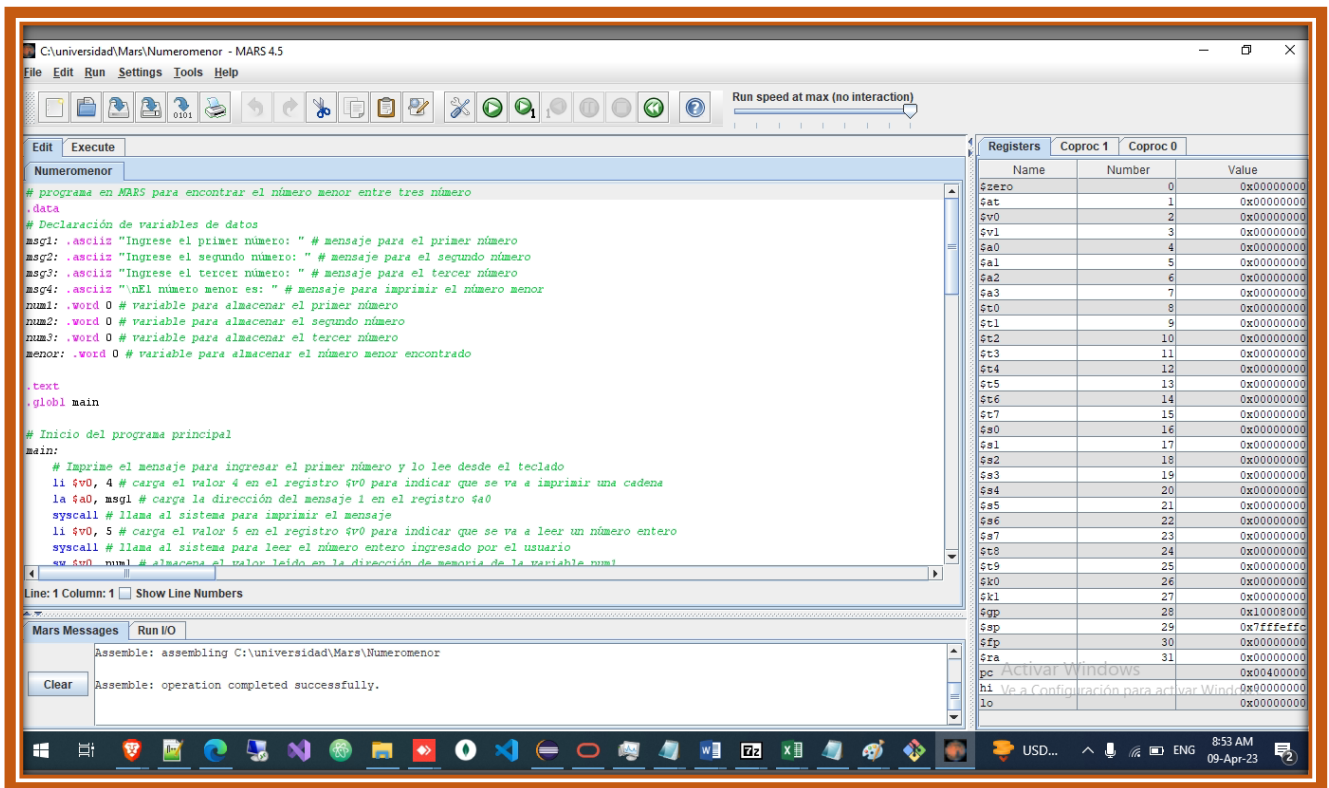 C:\universidad\Mars\Numeromenor - MARS 4.5
File Edit Run Settings Tools Help
Run speed at max (no interaction)
Edit Execute
Numeromenor
# programa en MARS para encontrar el número menor entre tres número
.data
# Declaración de variables de datos
msg1: .asciiz "Ingrese el primer número: " # mensaje para el primer número
msg2: .asciiz "Ingrese el segundo número: " # mensaje para el segundo número
msg3: .asciiz "Ingrese el tercer número: " # mensaje para el tercer número
msg4: .asciiz "\nEl número menor es: " # mensaje para imprimir el número menor
num1: .word 0 # variable para almacenar el primer número
num2: .word 0 # variable para almacenar el segundo número
num3: .word 0 # variable para almacenar el tercer número
menor: .word 0 # variable para almacenar el número menor encontrado
.text
.globl main
# Inicio del programa principal
main:
# Imprime el mensaje para ingresar el primer número y lo lee desde el teclado
li $v0, 4 # carga el valor 4 en el registro $v0 para indicar que se va a imprimir una cadena
la $a0, msg1 # carga la dirección del mensaje 1 en el registro $a0
syscall # llama al sistema para imprimir el mensaje
li $v0, 5 # carga el valor 5 en el registro $v0 para indicar que se va a leer un número entero
syscall # llama al sistema para leer el número entero ingresado por el usuario
sw $v0, num1 # almacena el valor leído en la dirección de memoria de la variable num1
Line: 1 Column: 1 Show Line Numbers
Mars Messages Run I/O
Assemble: assembling C:\universidad\Mars\Numeromenor
Clear
Assemble: operation completed successfully.
Registers Coproc 1 Coproc 0
Name Number Value
$zero 0 0x00000000
$at 1 0x00000000
$v0 2 0x00000000
$v1 3 0x00000000
$a0 4 0x00000000
$a1 5 0x00000000
$a2 6 0x00000000
$a3 7 0x00000000
$t0 8 0x00000000
$t1 9 0x00000000
$t2 10 0x00000000
$t3 11 0x00000000
$t4 12 0x00000000
$t5 13 0x00000000
$t6 14 0x00000000
$t7 15 0x00000000
$s0 16 0x00000000
$s1 17 0x00000000
$s2 18 0x00000000
$s3 19 0x00000000
$s4 20 0x00000000
$s5 21 0x00000000
$s6 22 0x00000000
$s7 23 0x00000000
$t8 24 0x00000000
$t9 25 0x00000000
$k0 26 0x00000000
$k1 27 0x00000000
$gp 28 0x10008000
$sp 29 0x7fffeffc
$fp 30 0x00000000
$ra 31 0x00000000
pc 0x00400000
hi 0x00000000
lo 0x00000000
Activar Windows
Ve a Configuración para activar Windows
USD... ENG 8:53 AM
09-Apr-23
2